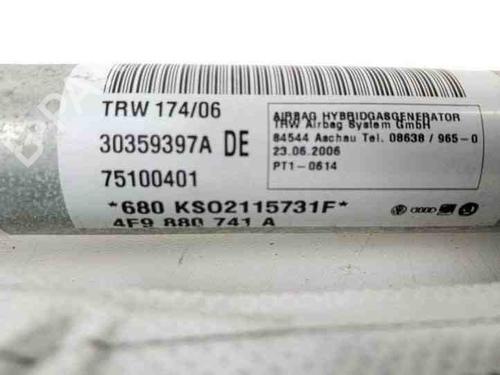 TRW 174/06
30359397A DE
75100401
*680 KS02115731F*
4F9 880 741 A
AIRBAG HYBRIDGASGENERATOR
TRW Airbag System GmbH
84544 Aschau Tel. 08638 / 965-0
23.06.2006
PT1-0614